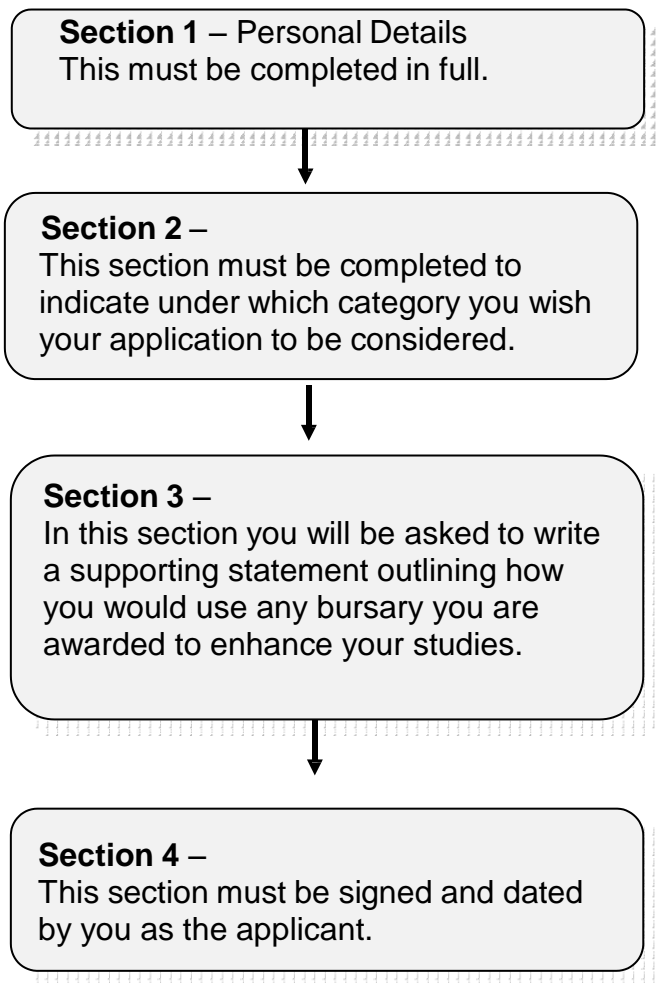 Section 1 – Personal Details
This must be completed in full.
Section 2 –
This section must be completed to
indicate under which category you wish
your application to be considered.
Section 3 –
In this section you will be asked to write
a supporting statement outlining how
you would use any bursary you are
awarded to enhance your studies.
Section 4 –
This section must be signed and dated
by you as the applicant.